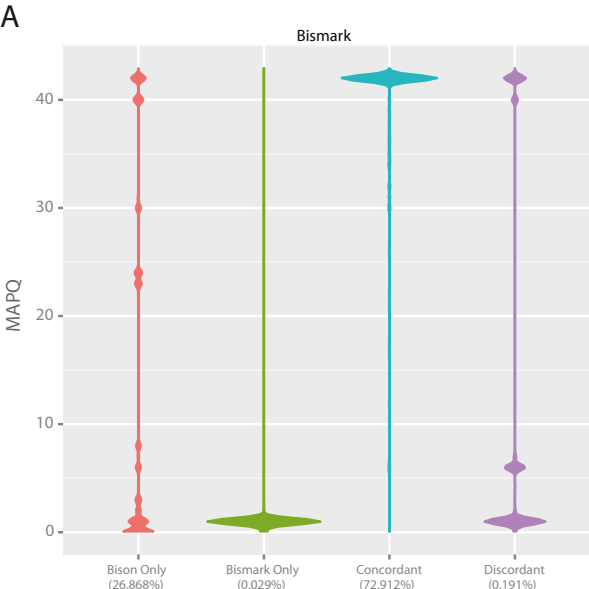 A
Bismark
40
30
20
10
0
MAPQ
Bison Only
(26.868%)
Bismark Only
(0.029%)
Concordant
(72.912%)
Discordant
(0.191%)